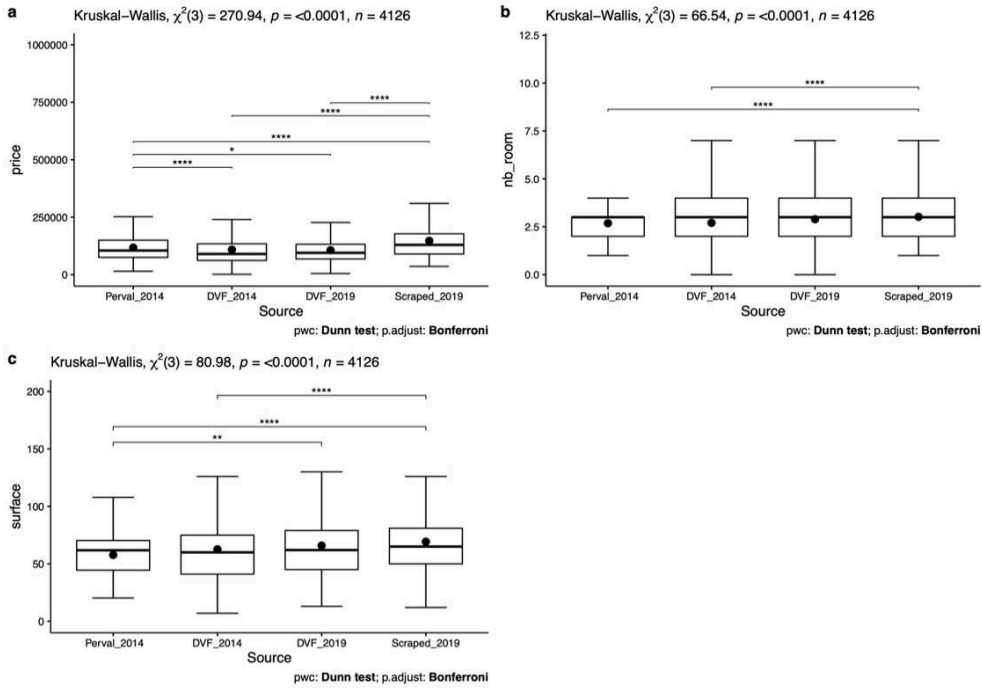 a
Kruskal−Wallis, χ²(3) = 270.94, p = <0.0001, n = 4126
1000000
750000
500000
250000
0
price
****
****
****
*
****
Perval_2014 DVF_2014 DVF_2019 Scraped_2019
Source
pwc: Dunn test; p.adjust: Bonferroni
b
Kruskal−Wallis, χ²(3) = 66.54, p = <0.0001, n = 4126
12.5
10.0
7.5
5.0
2.5
0.0
nb_room
****
****
Perval_2014 DVF_2014 DVF_2019 Scraped_2019
Source
pwc: Dunn test; p.adjust: Bonferroni
c
Kruskal−Wallis, χ²(3) = 80.98, p = <0.0001, n = 4126
200
150
100
50
0
surface
****
****
**
Perval_2014 DVF_2014 DVF_2019 Scraped_2019
Source
pwc: Dunn test; p.adjust: Bonferroni